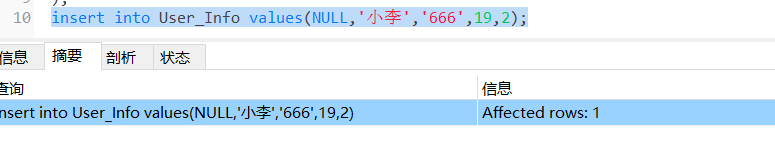 );
10 insert into User_Info values(NULL,'小李','666',19,2);
信息 摘要 剖析 状态
查询 信息
nsert into User_Info values(NULL,'小李','666',19,2) Affected rows: 1